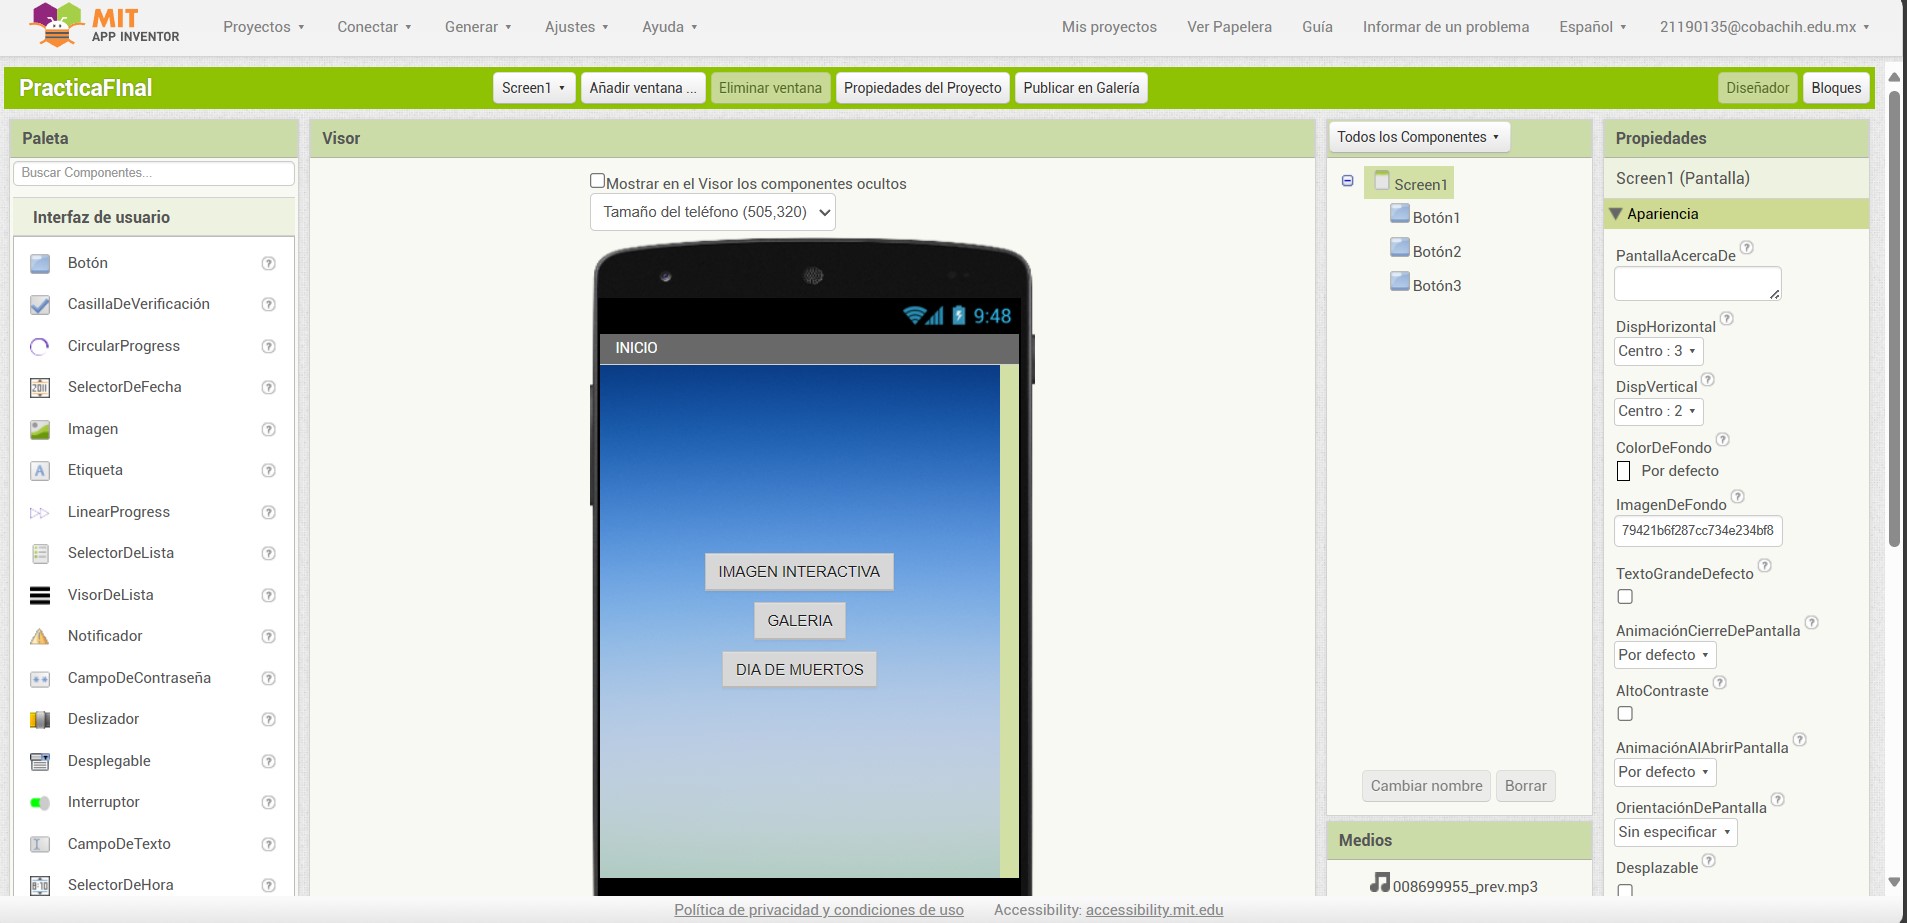 MIT
APP INVENTOR
Proyectos Conectar Generar Ajustes Ayuda Mis proyectos Ver Papelera Guía Informar de un problema Español 21190135@cobachih.edu.mx
PracticaFInal Screen1 Añadir ventana ... Eliminar ventana Propiedades del Proyecto Publicar en Galería Diseñador Bloques
Paleta
Buscar Componentes...
Interfaz de usuario
Botón
CasillaDeVerificación
CircularProgress
SelectorDeFecha
Imagen
Etiqueta
LinearProgress
SelectorDeLista
VisorDeLista
Notificador
CampoDeContraseña
Deslizador
Desplegable
Interruptor
CampoDeTexto
SelectorDeHora
Visor
Mostrar en el Visor los componentes ocultos
Tamaño del teléfono (505,320)
9:48
INICIO
IMAGEN INTERACTIVA
GALERIA
DIA DE MUERTOS
Todos los Componentes
Screen1
Botón1
Botón2
Botón3
Cambiar nombre Borrar
Medios
008699955_prev.mp3
Propiedades
Screen1 (Pantalla)
Apariencia
PantallaAcercaDe
DispHorizontal
Centro : 3
DispVertical
Centro : 2
ColorDeFondo
Por defecto
ImagenDeFondo
79421b6f287cc734e234bf8
TextoGrandeDefecto
AnimaciónCierreDePantalla
Por defecto
AltoContraste
AnimaciónAlAbrirPantalla
Por defecto
OrientaciónDePantalla
Sin especificar
Desplazable
Política de privacidad y condiciones de uso Accessibility: accessibility.mit.edu